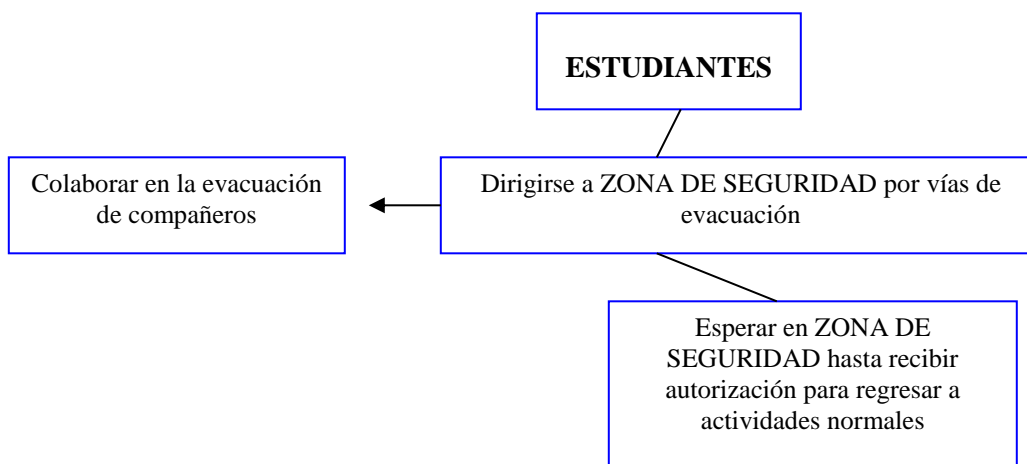 ESTUDIANTES
Colaborar en la evacuación
de compañeros
Dirigirse a ZONA DE SEGURIDAD por vías de
evacuación
Esperar en ZONA DE
SEGURIDAD hasta recibir
autorización para regresar a
actividades normales